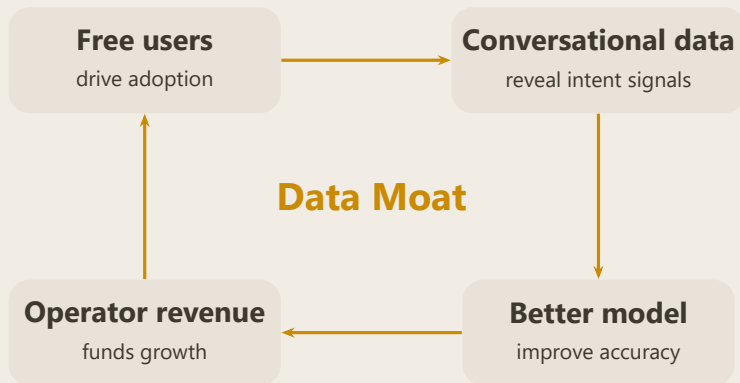 Free users
drive adoption
Conversational data
reveal intent signals
Data Moat
Operator revenue
funds growth
Better model
improve accuracy